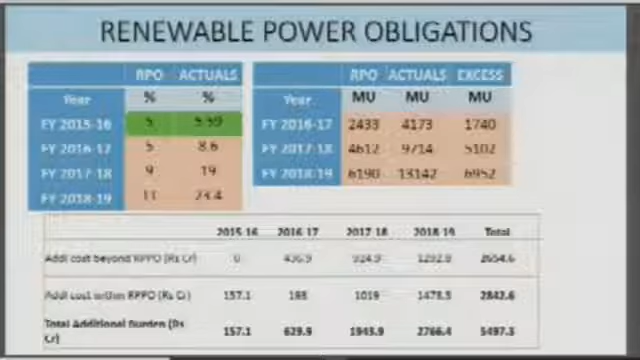 RENEWABLE POWER OBLIGATIONS
RPO ACTUALS
Year % %
FY 2015-16 5 5.59
FY 2016-17 5 8.6
FY 2017-18 9 19
FY 2018-19 11 23.4
RPO ACTUALS EXCESS
Year MU MU MU
FY 2016-17 2433 4173 1740
FY 2017-18 4612 9714 5102
FY 2018-19 6190 13142 6952
2015-16 2016-17 2017-18 2018-19 Total
Addl cost beyond RPPO (Rs Cr) 0 436.9 924.9 1292.8 2654.6
Addl cost within RPPO (Rs Cr) 157.1 193 1019 1473.5 2842.6
Total Additional Burden (Rs
Cr) 157.1 629.9 1943.9 2766.4 5497.3